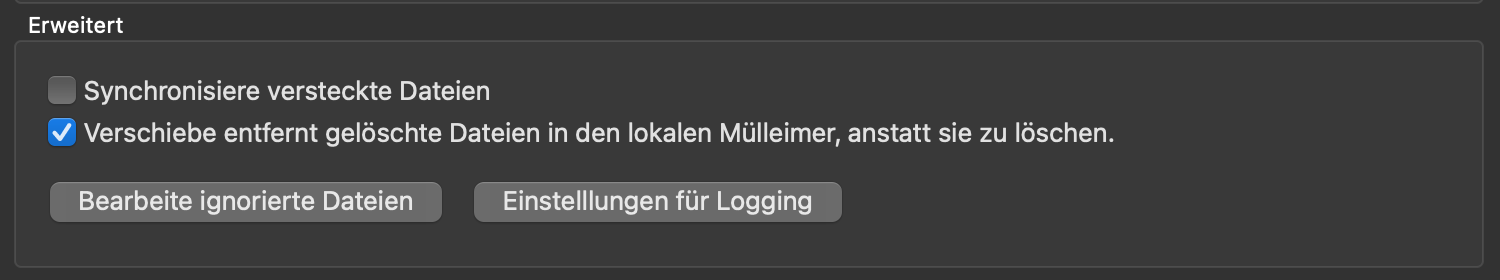 Erweitert
Synchronisiere versteckte Dateien
Verschiebe entfernt gelöschte Dateien in den lokalen Mülleimer, anstatt sie zu löschen.
Bearbeite ignorierte Dateien Einstelllungen für Logging